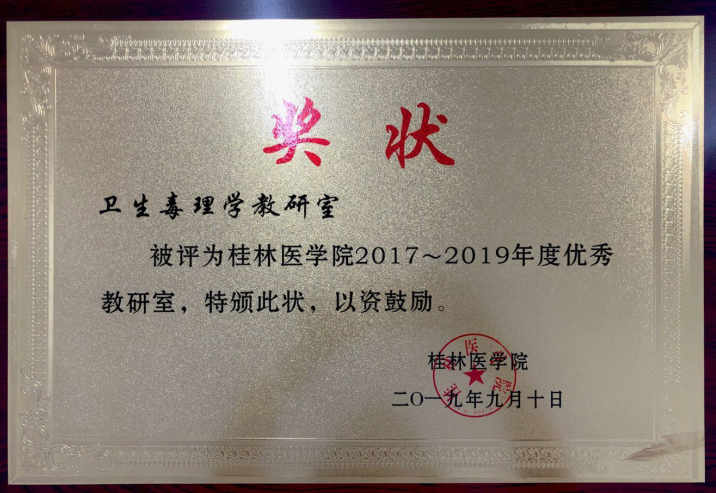 奖状
卫生毒理学教研室
被评为桂林医学院2017～2019年度优秀
教研室，特颁此状，以资鼓励。
桂林医学院
二〇一九年九月十日